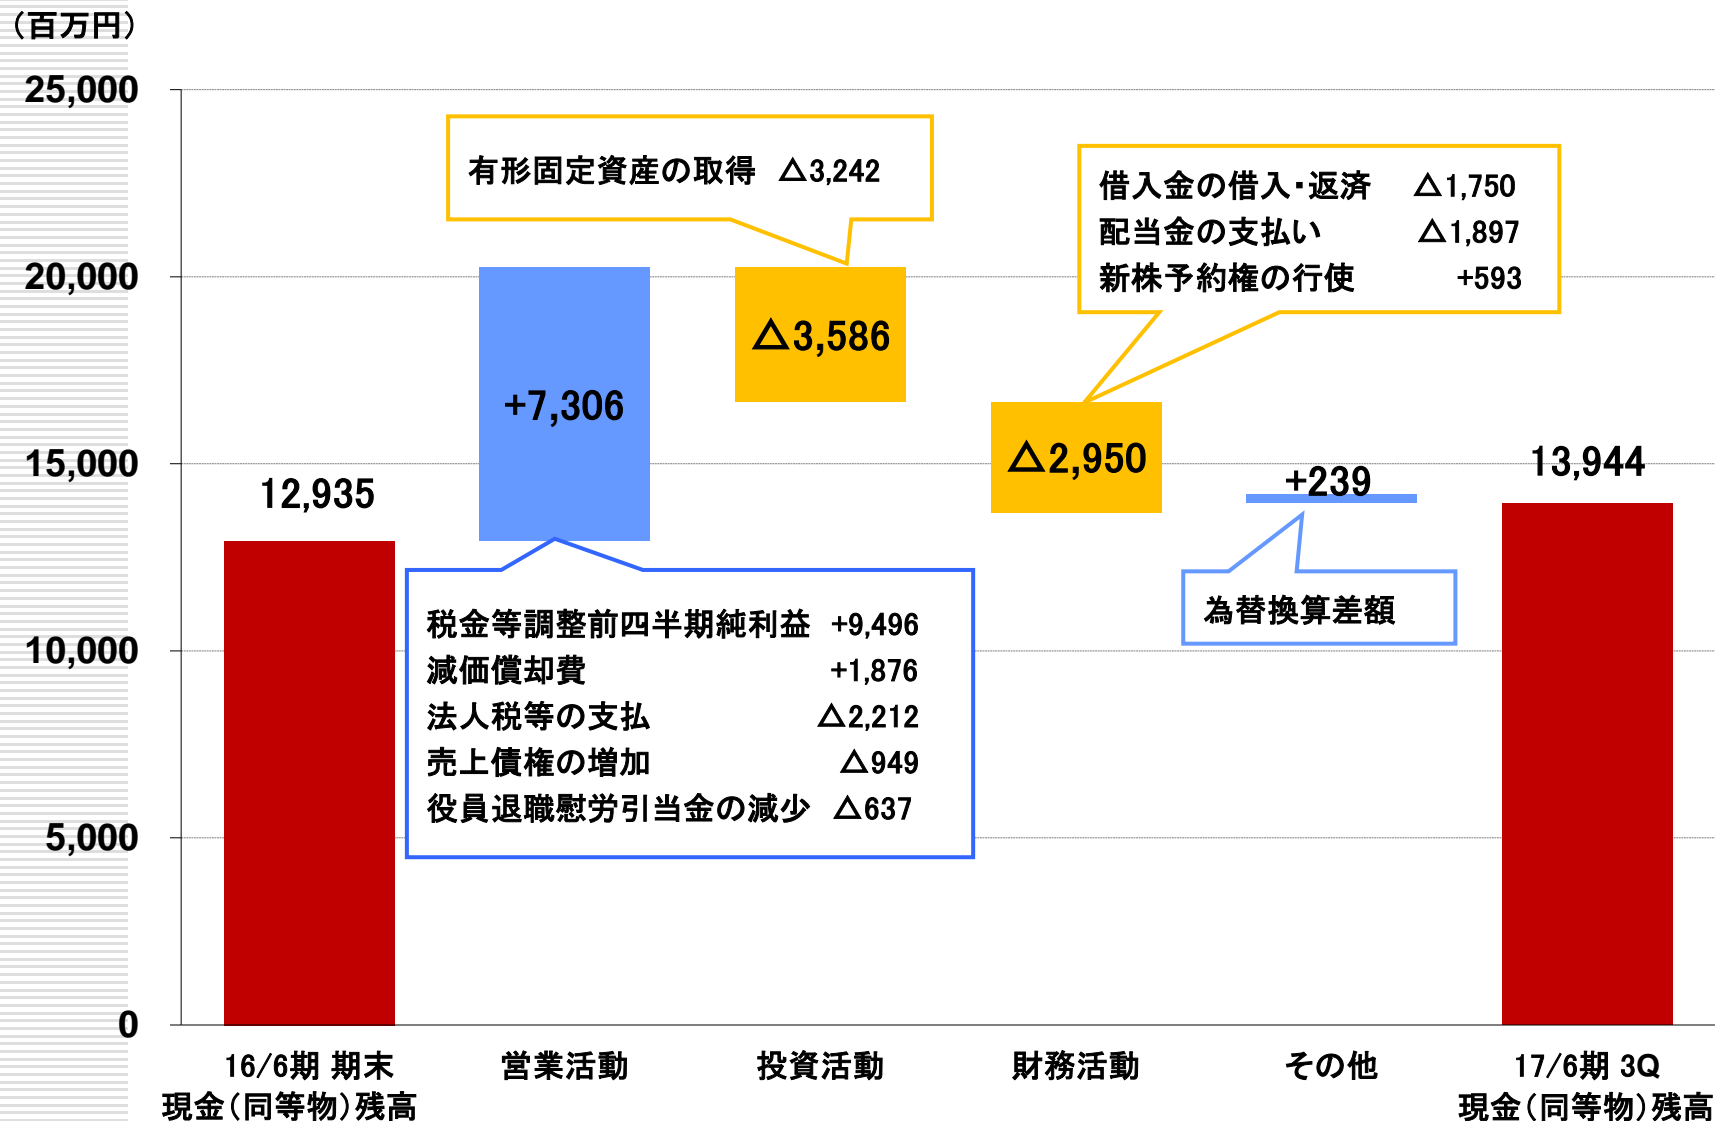 （百万円）
25,000
20,000
15,000
10,000
5,000
0
有形固定資産の取得 △3,242
借入金の借入・返済 △1,750
配当金の支払い △1,897
新株予約権の行使 +593
12,935
+7,306
△3,586
△2,950
+239
13,944
税金等調整前四半期純利益 +9,496
減価償却費 +1,876
法人税等の支払 △2,212
売上債権の増加 △949
役員退職慰労引当金の減少 △637
為替換算差額
16/6期 期末
現金（同等物）残高
営業活動
投資活動
財務活動
その他
17/6期 3Q
現金（同等物）残高